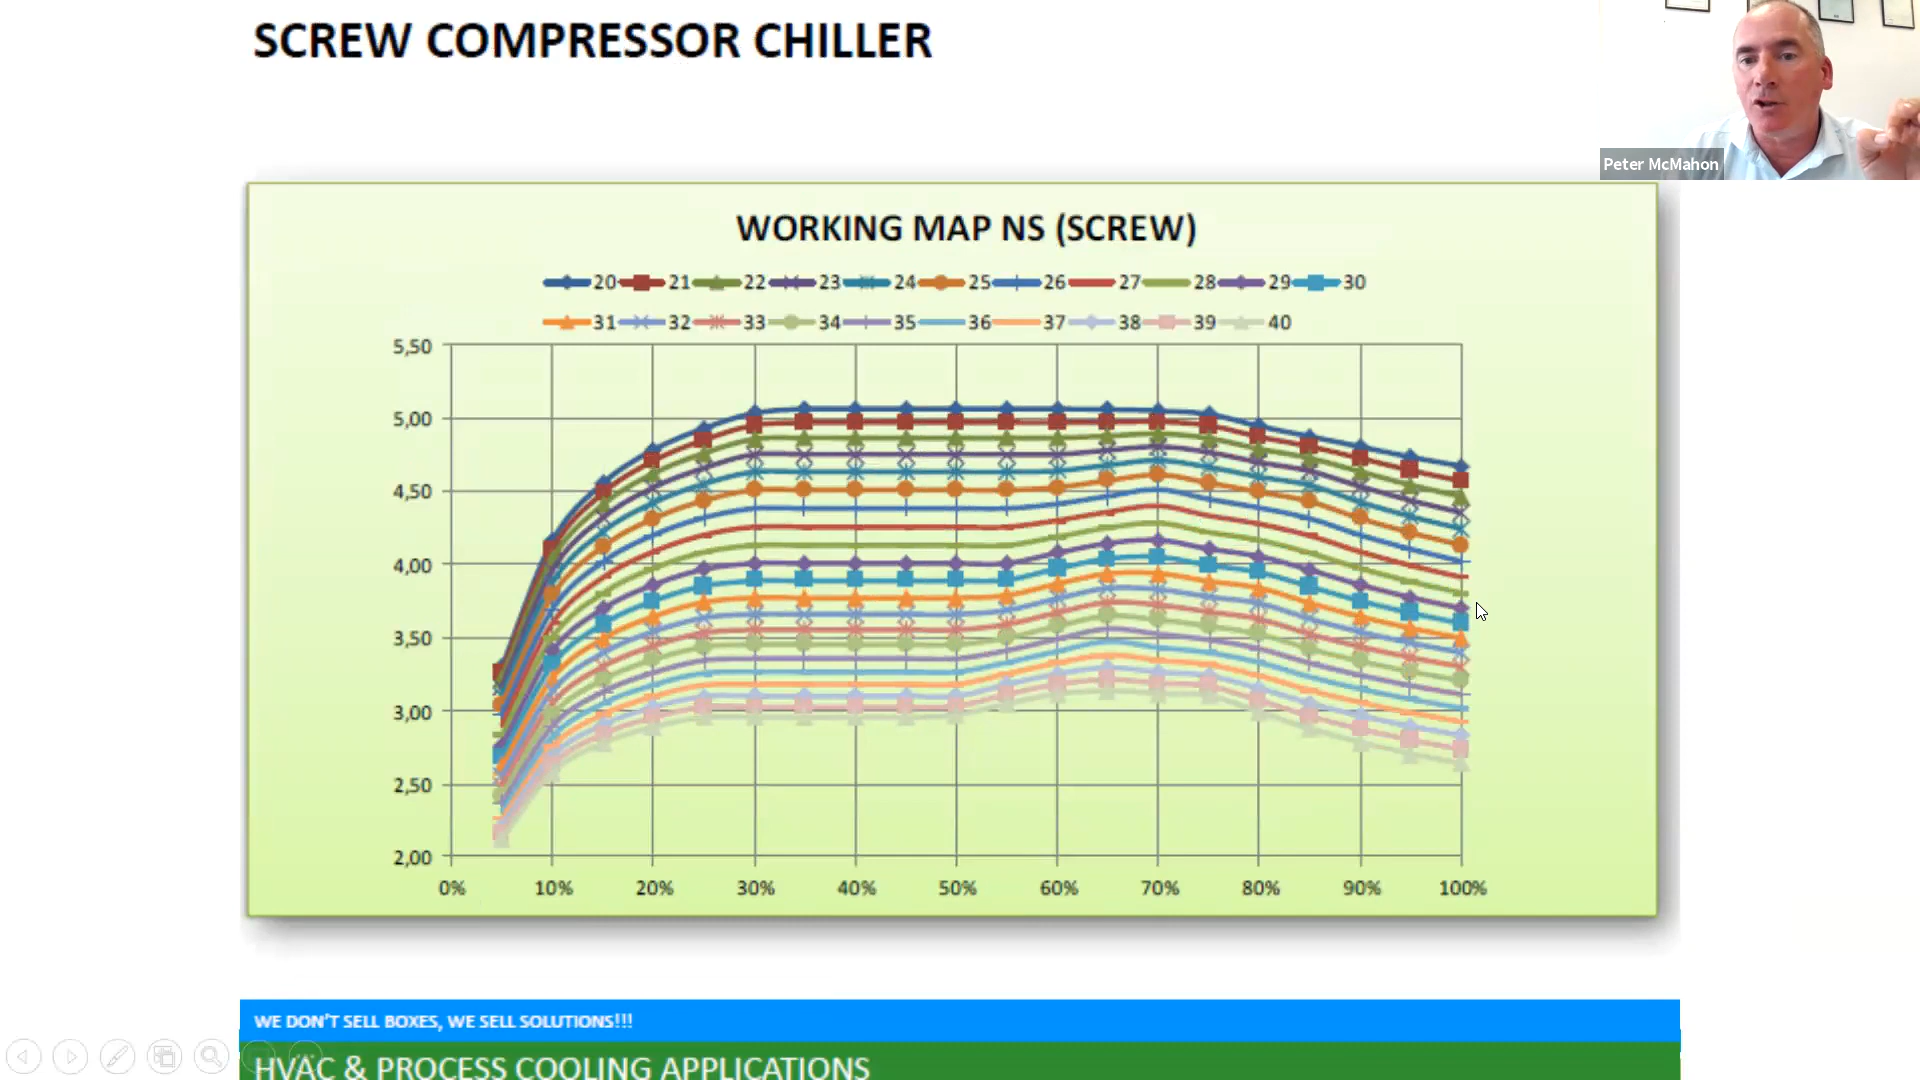 SCREW COMPRESSOR CHILLER
Peter McMahon
WORKING MAP NS (SCREW)
20 21 22 23 24 25 26 27 28 29 30
31 32 33 34 35 36 37 38 39 40
5,50
5,00
4,50
4,00
3,50
3,00
2,50
2,00
0% 10% 20% 30% 40% 50% 60% 70% 80% 90% 100%
WE DON'T SELL BOXES, WE SELL SOLUTIONS!!!
HVAC & PROCESS COOLING APPLICATIONS